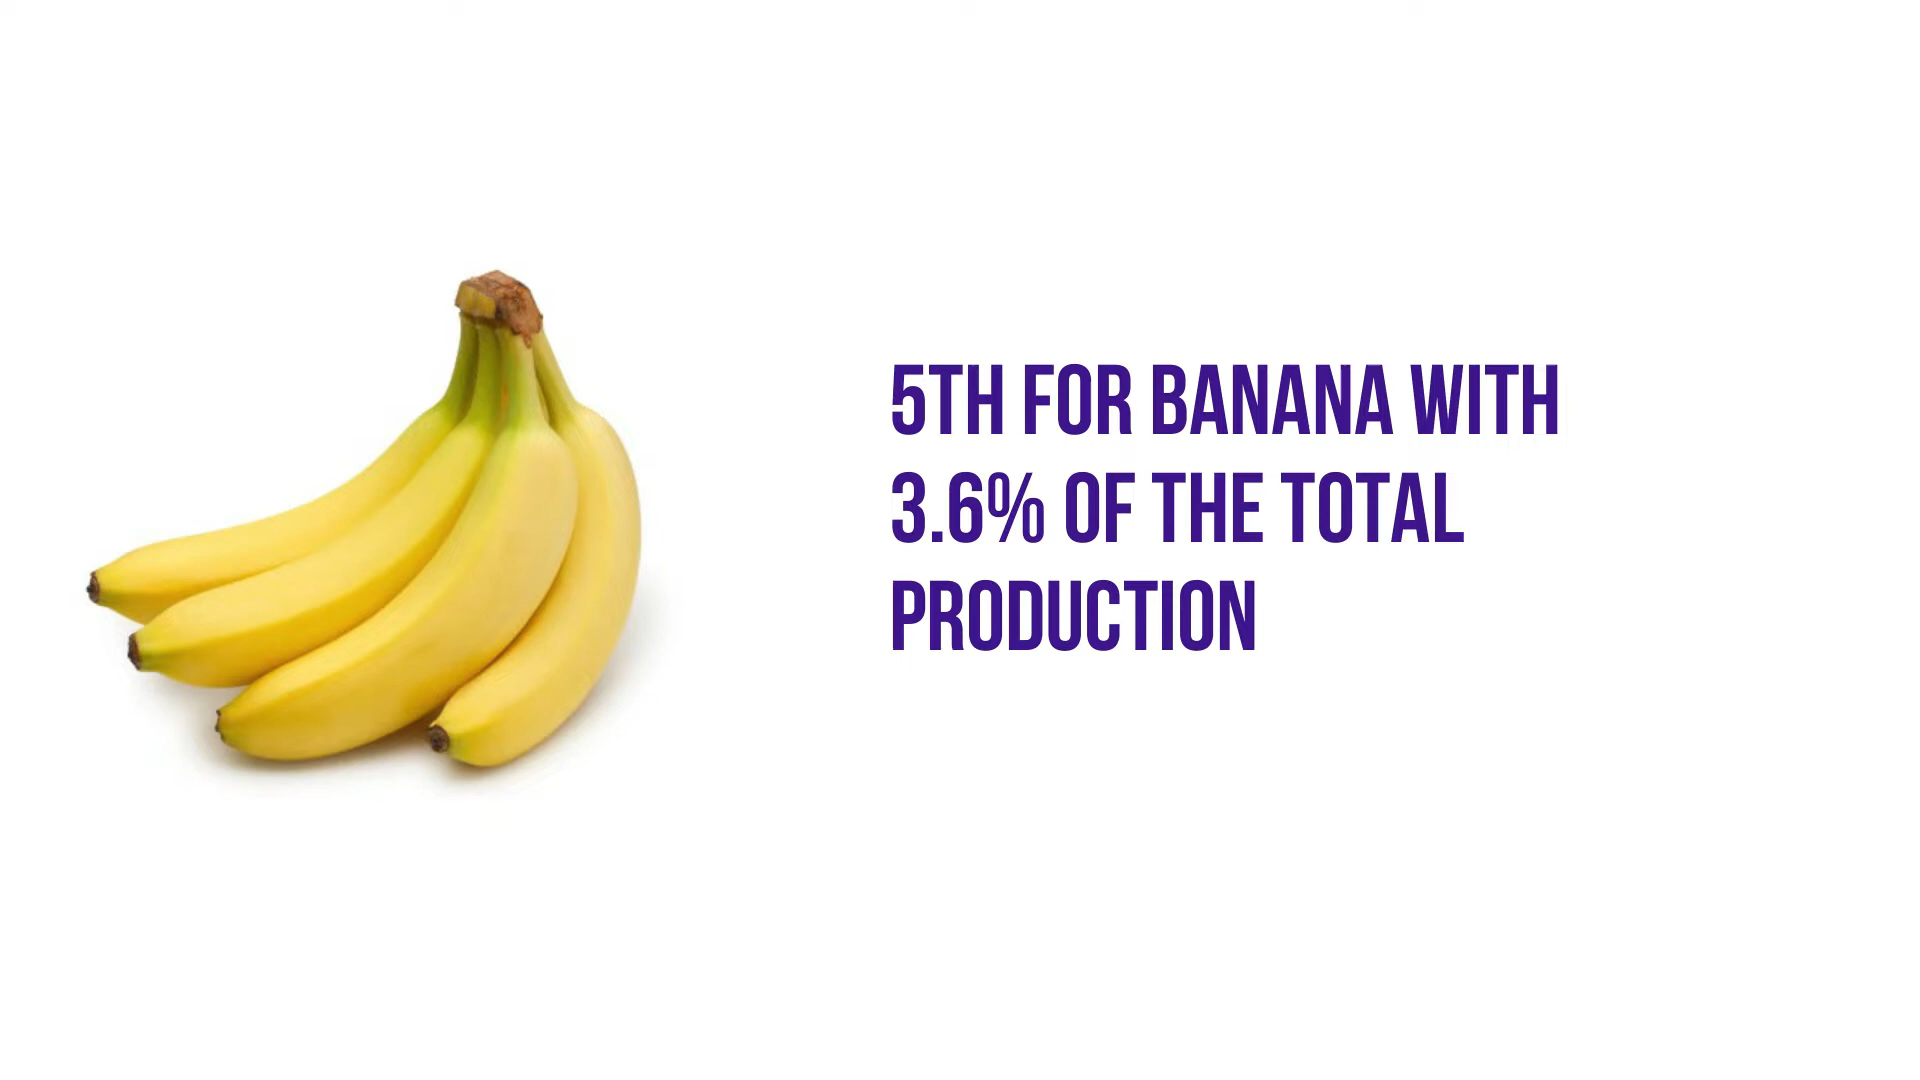 5TH FOR BANANA WITH
3.6% OF THE TOTAL
PRODUCTION